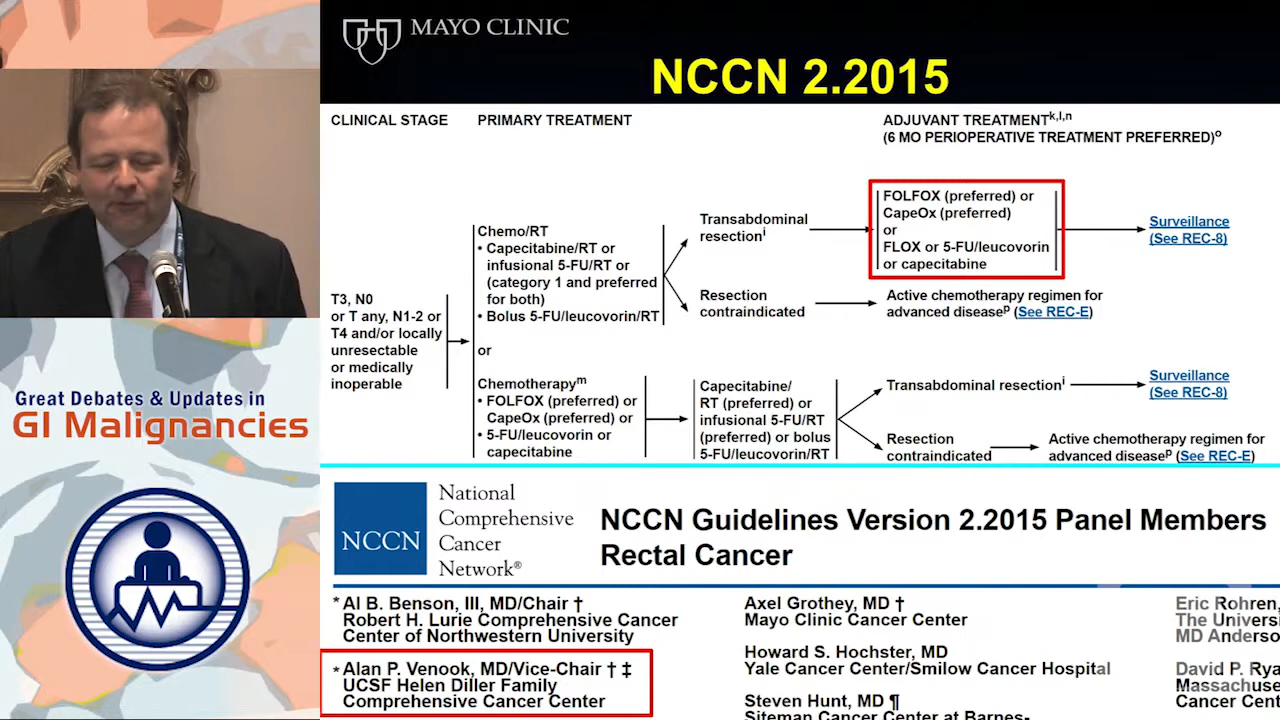 MAYO CLINIC
NCCN 2.2015
CLINICAL STAGE
PRIMARY TREATMENT
ADJUVANT TREATMENTk,l,n
(6 MO PERIOPERATIVE TREATMENT PREFERRED)o
T3, N0
or T any, N1-2 or
T4 and/or locally
unresectable
or medically
inoperable
Chemo/RT
• Capecitabine/RT or
infusional 5-FU/RT or
(category 1 and preferred
for both)
• Bolus 5-FU/leucovorin/RT
or
Chemotherapym
• FOLFOX (preferred) or
CapeOx (preferred) or
• 5-FU/leucovorin or
capecitabine
Transabdominal
resectioni
Resection
contraindicated
FOLFOX (preferred) or
CapeOx (preferred)
or
FLOX or 5-FU/leucovorin
or capecitabine
Surveillance
(See REC-8)
Active chemotherapy regimen for
advanced diseasep (See REC-E)
Capecitabine/
RT (preferred) or
infusional 5-FU/RT
(preferred) or bolus
5-FU/leucovorin/RT
Transabdominal resectioni
Surveillance
(See REC-8)
Resection
contraindicated
Active chemotherapy regimen for
advanced diseasep (See REC-E)
Great Debates & Updates in
GI Malignancies
NCCN
National
Comprehensive
Cancer
Network®
NCCN Guidelines Version 2.2015 Panel Members
Rectal Cancer
* Al B. Benson, III, MD/Chair †
Robert H. Lurie Comprehensive Cancer
Center of Northwestern University
* Alan P. Venook, MD/Vice-Chair † ‡
UCSF Helen Diller Family
Comprehensive Cancer Center
Axel Grothey, MD †
Mayo Clinic Cancer Center
Howard S. Hochster, MD
Yale Cancer Center/Smilow Cancer Hospital
Steven Hunt, MD ¶
Siteman Cancer Center at Barnes-
Eric Rohren,
The Univers
MD Anderso
David P. Rya
Massachuse
Cancer Cent